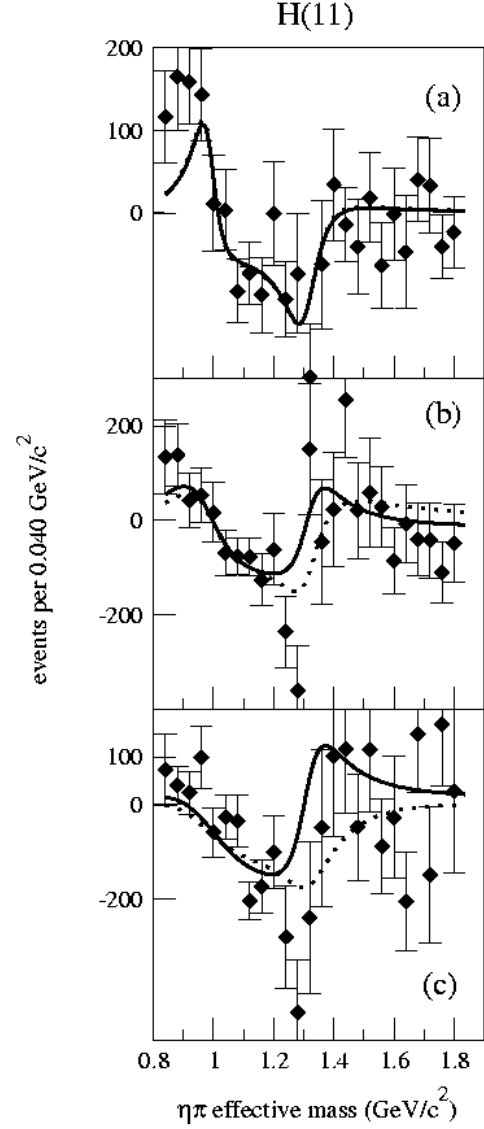 H(11)
200
100
0
(a)
200
0
-200
(b)
100
0
-200
(c)
events per 0.040 GeV/c²
0.8 1 1.2 1.4 1.6 1.8
ηπ effective mass (GeV/c²)